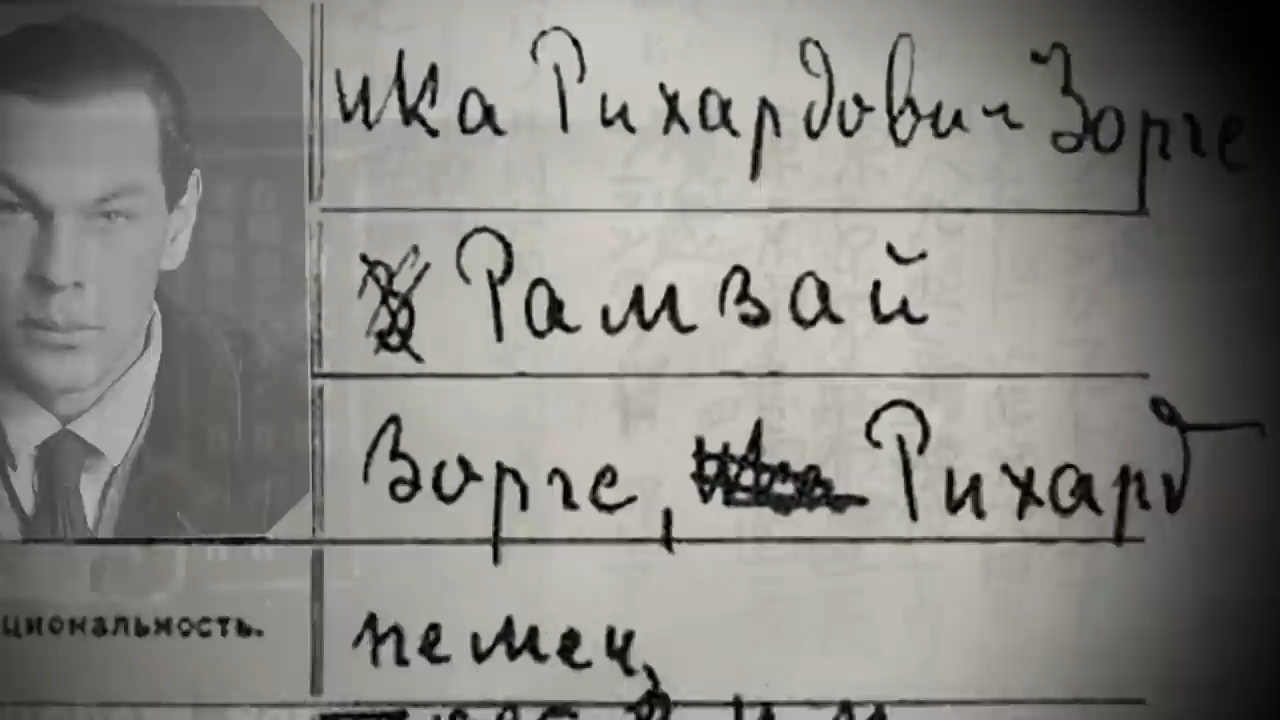 ика Рихардович Зорге
Рамзай
Зорге, Рихард
циональность.
немец